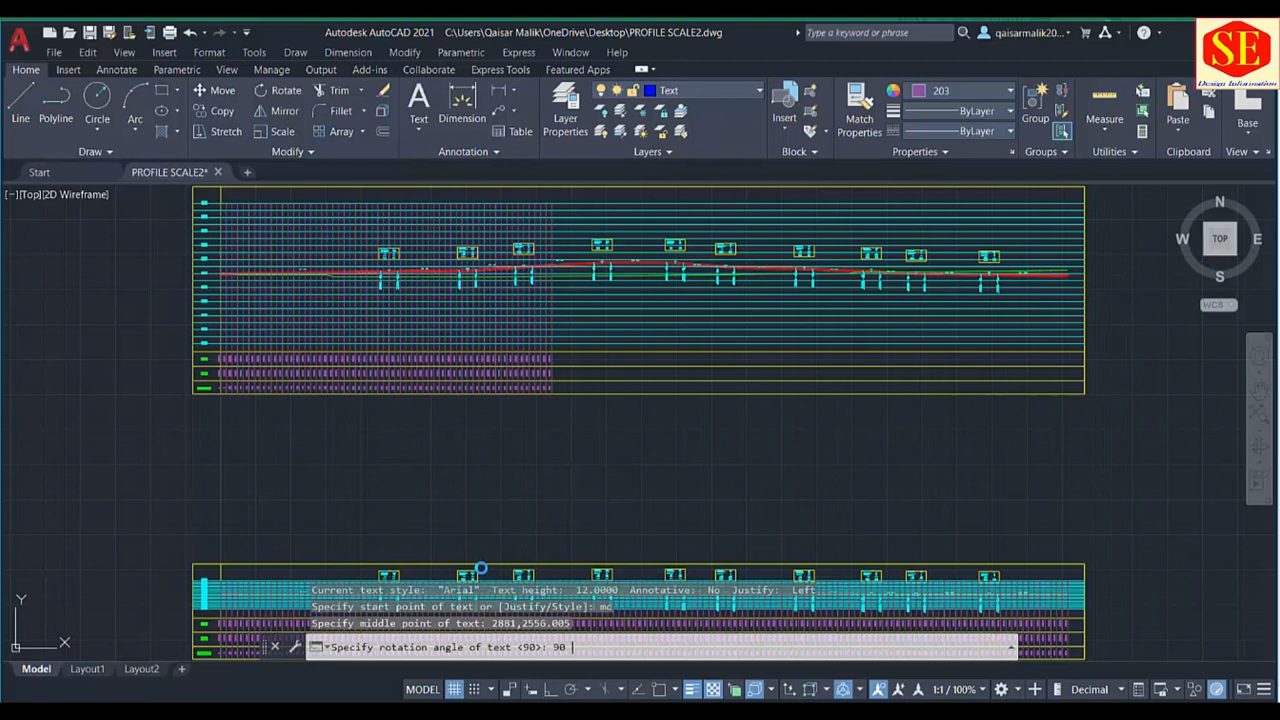 Autodesk AutoCAD 2021 C:\Users\Qaisar Malik\OneDrive\Desktop\PROFILE SCALE2.dwg
Type a keyword or phrase
qaisarmalik20...
SE
Design Information
File Edit View Insert Format Tools Draw Dimension Modify Parametric Express Window Help
Home Insert Annotate Parametric View Manage Output Add-ins Collaborate Express Tools Featured Apps
Line Polyline Circle Arc
Move Rotate Trim
Copy Mirror Fillet
Stretch Scale Array
Text Dimension Table
Layer Properties
Text
Insert
Match Properties
203
ByLayer
ByLayer
Group
Measure
Paste
Base
Draw Modify Annotation Layers Block Properties Groups Utilities Clipboard View
Start PROFILE SCALE2*
[−][Top][2D Wireframe]
N
W TOP E
S
WCS
Current text style: "Arial" Text height: 12.0000 Annotative: No Justify: Left
Specify start point of text or [Justify/Style]: mc
Specify middle point of text: 2881,2556.005
Specify rotation angle of text <90>: 90
Y
X
Model Layout1 Layout2
MODEL 1:1 / 100% Decimal